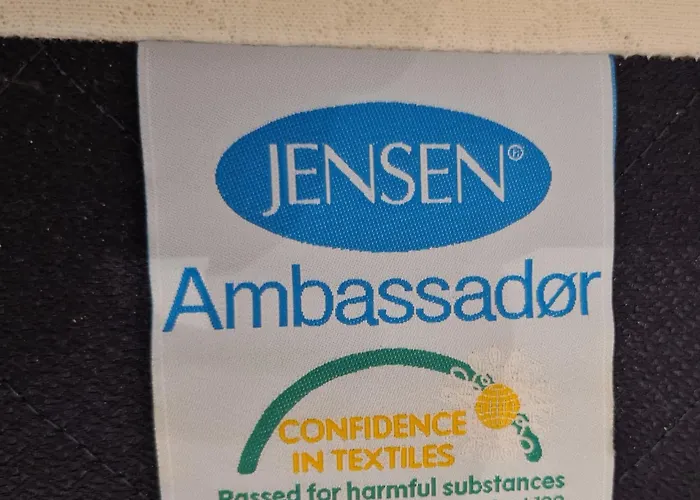 JENSEN®
Ambassadør
CONFIDENCE
IN TEXTILES
Passed for harmful substances